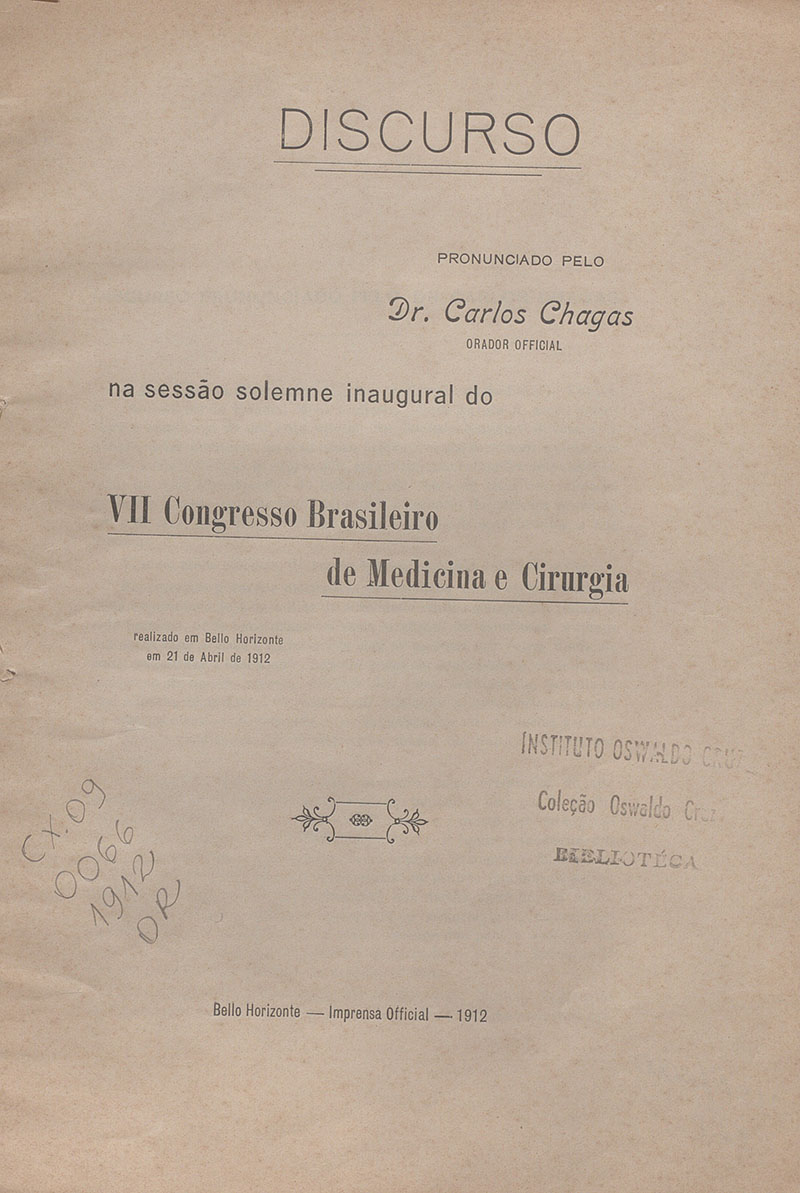 DISCURSO
PRONUNCIADO PELO
Dr. Carlos Chagas
ORADOR OFFICIAL
na sessão solemne inaugural do
VII Congresso Brasileiro
de Medicina e Cirurgia
realizado em Bello Horizonte
em 21 de Abril de 1912
INSTITUTO OSWALDO CRUZ
Coleção Oswaldo Cruz
BIBLIOTÉCA
CX.09
0066
1912
OR
Bello Horizonte — Imprensa Official — 1912